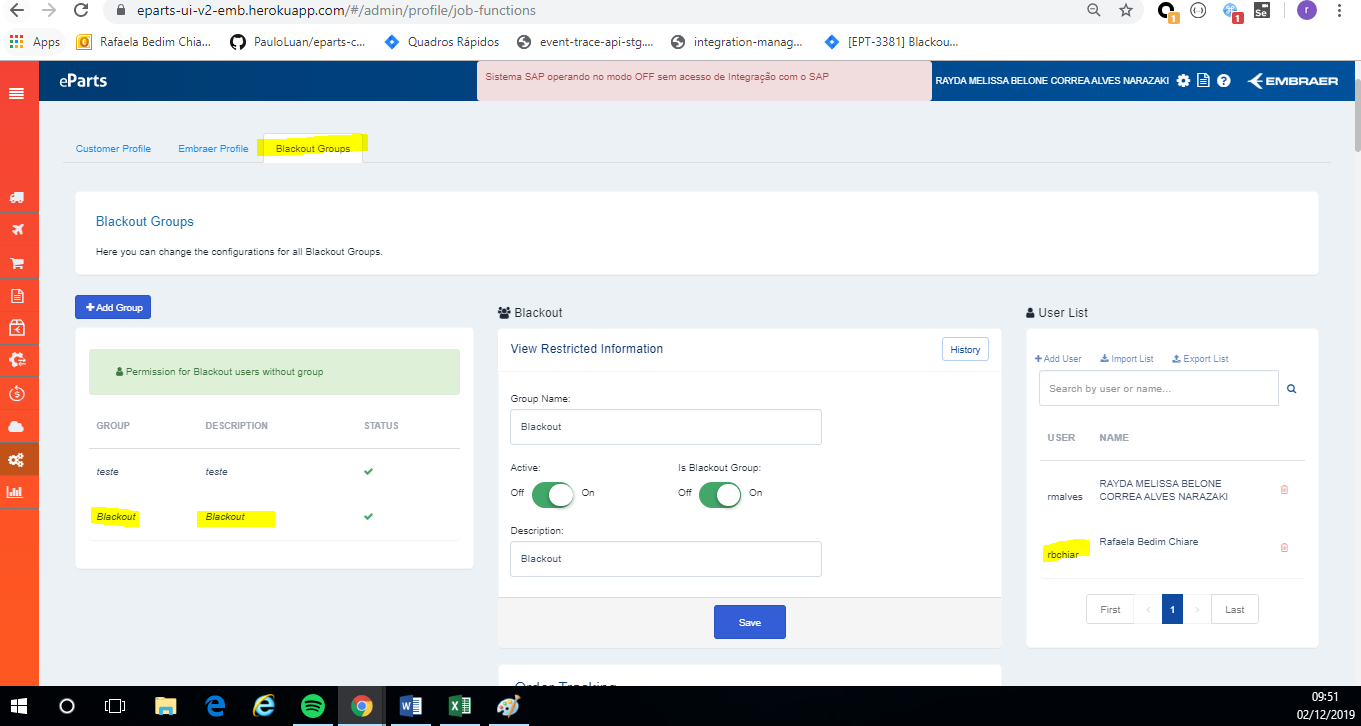 eparts-ui-v2-emb.herokuapp.com/#/admin/profile/job-functions
1
1
Se
r
Apps
Rafaela Bedim Chia...
PauloLuan/eparts-c...
Quadros Rápidos
event-trace-api-stg....
integration-manag...
[EPT-3381] Blackou...
eParts
Sistema SAP operando no modo OFF sem acesso de Integração com o SAP
RAYDA MELISSA BELONE CORREA ALVES NARAZAKI
EMBRAER
Customer Profile
Embraer Profile
Blackout Groups
Blackout Groups
Here you can change the configurations for all Blackout Groups.
Add Group
Permission for Blackout users without group
GROUP DESCRIPTION STATUS
teste teste
Blackout Blackout
Blackout
View Restricted Information
History
Group Name:
Blackout
Active: Is Blackout Group:
Off On Off On
Description:
Blackout
Save
Order Tracking
User List
Add User Import List Export List
Search by user or name...
USER NAME
RAYDA MELISSA BELONE
rmalves CORREA ALVES NARAZAKI
Rafaela Bedim Chiare
rbchiar
First ‹ 1 › Last
09:51
02/12/2019